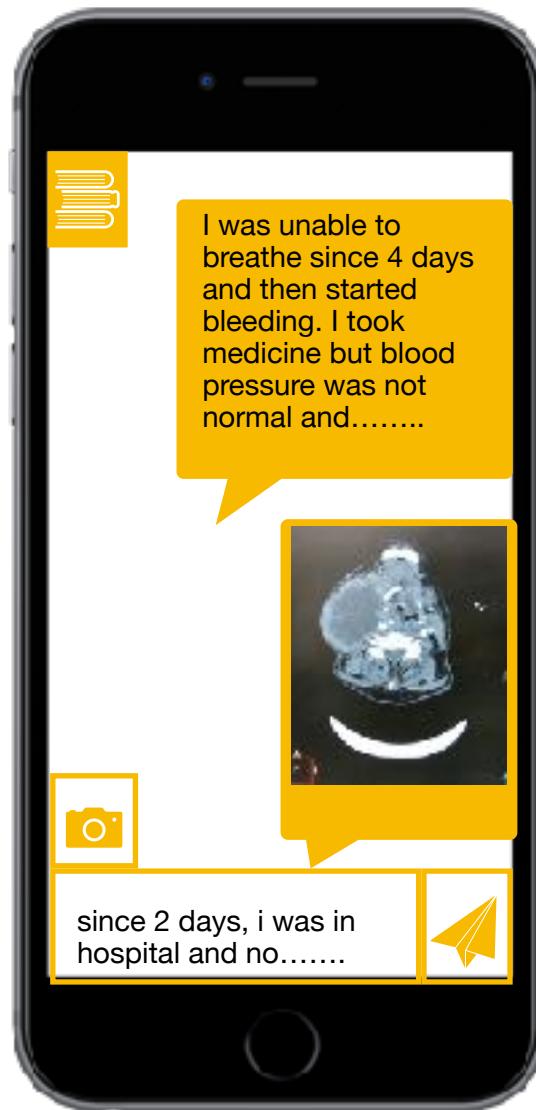 I was unable to
breathe since 4 days
and then started
bleeding. I took
medicine but blood
pressure was not
normal and……..
since 2 days, i was in
hospital and no…….